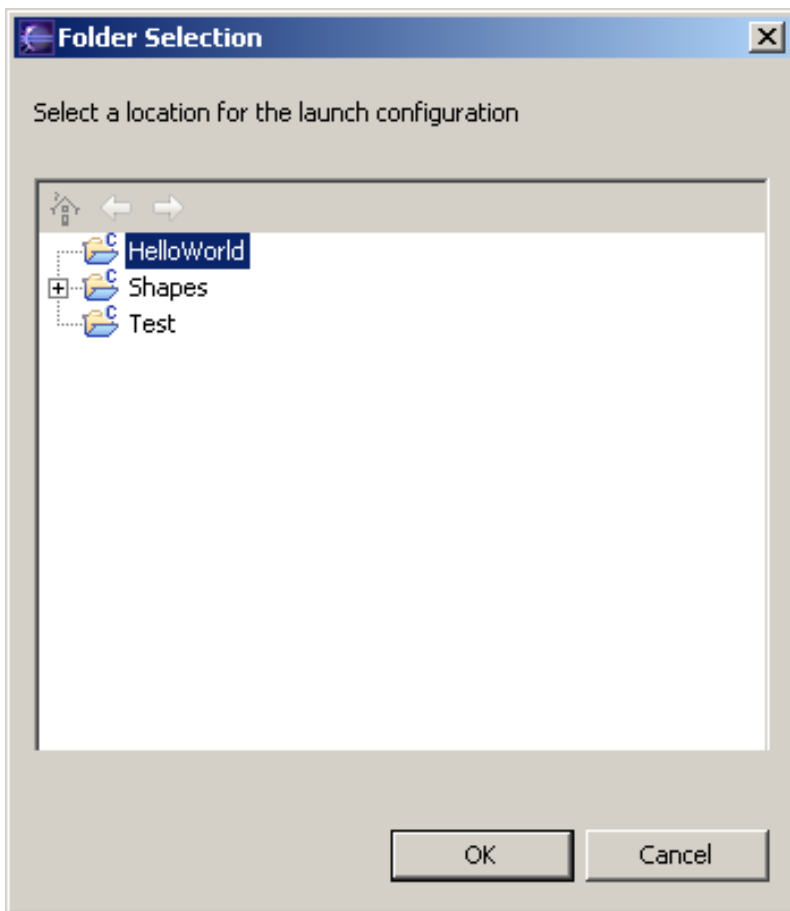 Folder Selection
Select a location for the launch configuration
HelloWorld
Shapes
Test
OK
Cancel